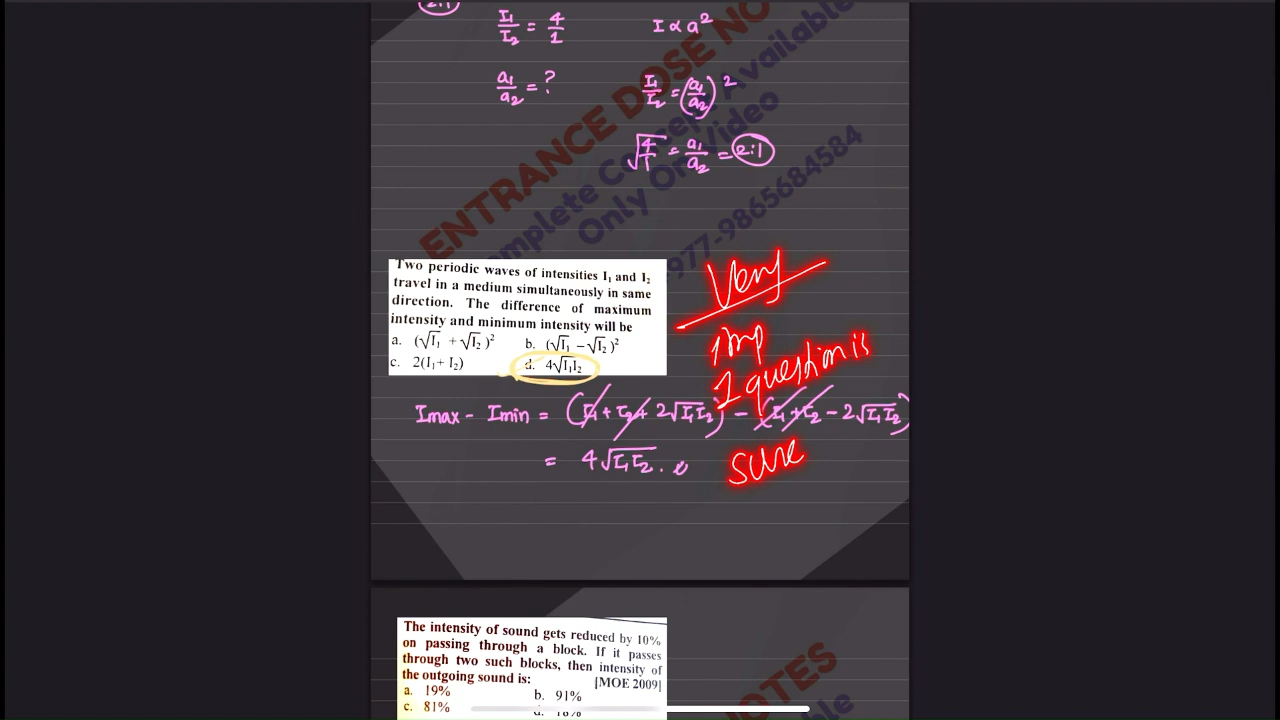 2:1
I₁/I₂ = 4/1
I ∝ a²
a₁/a₂ = ?
I₁/I₂ = (a₁/a₂)²
√4/1 = a₁/a₂ = 2:1
ENTRANCE DOSE NO
Complete Concept Available
Only On Video
977-9865684584
Two periodic waves of intensities I₁ and I₂
travel in a medium simultaneously in same
direction. The difference of maximum
intensity and minimum intensity will be
a. (√I₁ + √I₂)² b. (√I₁ − √I₂)²
c. 2(I₁+ I₂) d. 4√I₁I₂
Very
imp
1 question is
sure
Imax - Imin = (I₁ + I₂ + 2√I₁I₂) - (I₁ + I₂ - 2√I₁I₂)
= 4√I₁I₂.
The intensity of sound gets reduced by 10%
on passing through a block. If it passes
through two such blocks, then intensity of
the outgoing sound is: [MOE 2009]
a. 19% b. 91%
c. 81% d.
NOTES